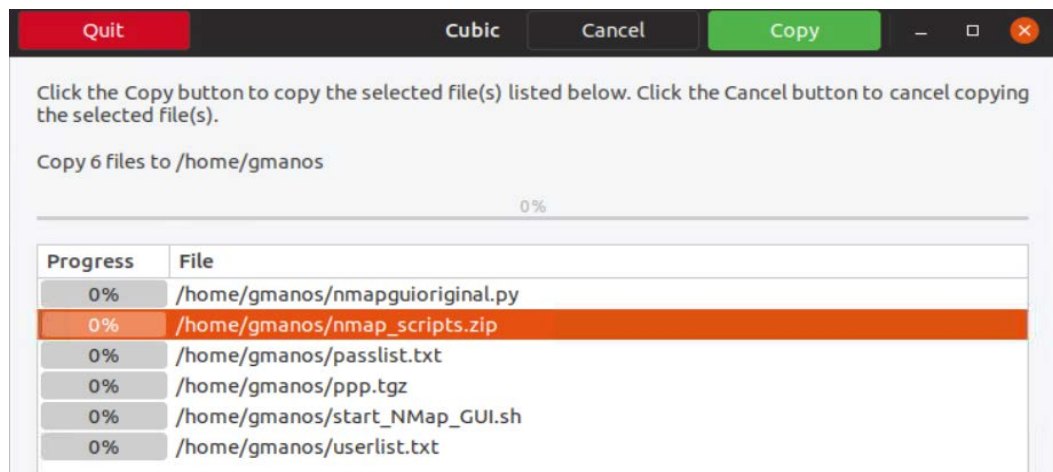 Quit Cubic Cancel Copy
Click the Copy button to copy the selected file(s) listed below. Click the Cancel button to cancel copying
the selected file(s).
Copy 6 files to /home/gmanos
0%
Progress File
0% /home/gmanos/nmapguioriginal.py
0% /home/gmanos/nmap_scripts.zip
0% /home/gmanos/passlist.txt
0% /home/gmanos/ppp.tgz
0% /home/gmanos/start_NMap_GUI.sh
0% /home/gmanos/userlist.txt